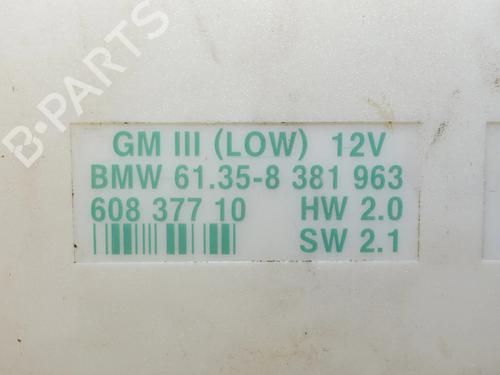 B-PARTS
GM III (LOW) 12V
BMW 61.35-8 381 963
608 377 10 HW 2.0
SW 2.1